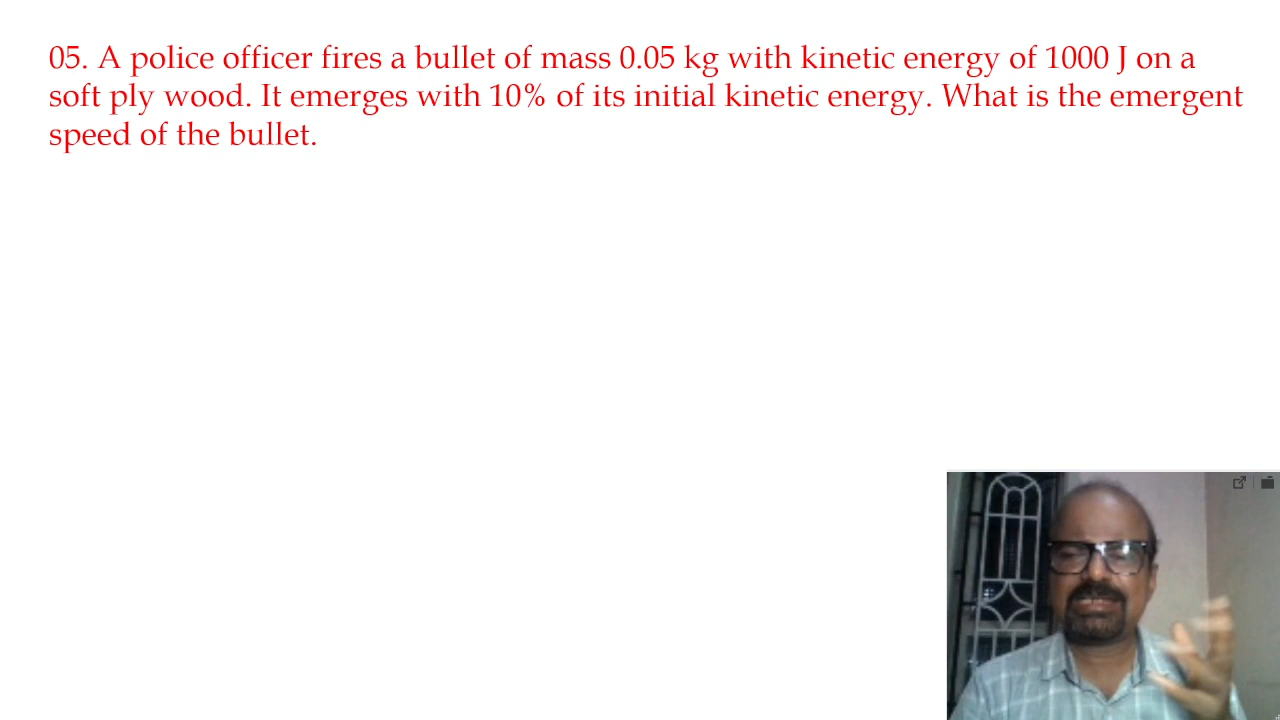 05. A police officer fires a bullet of mass 0.05 kg with kinetic energy of 1000 J on a
soft ply wood. It emerges with 10% of its initial kinetic energy. What is the emergent
speed of the bullet.